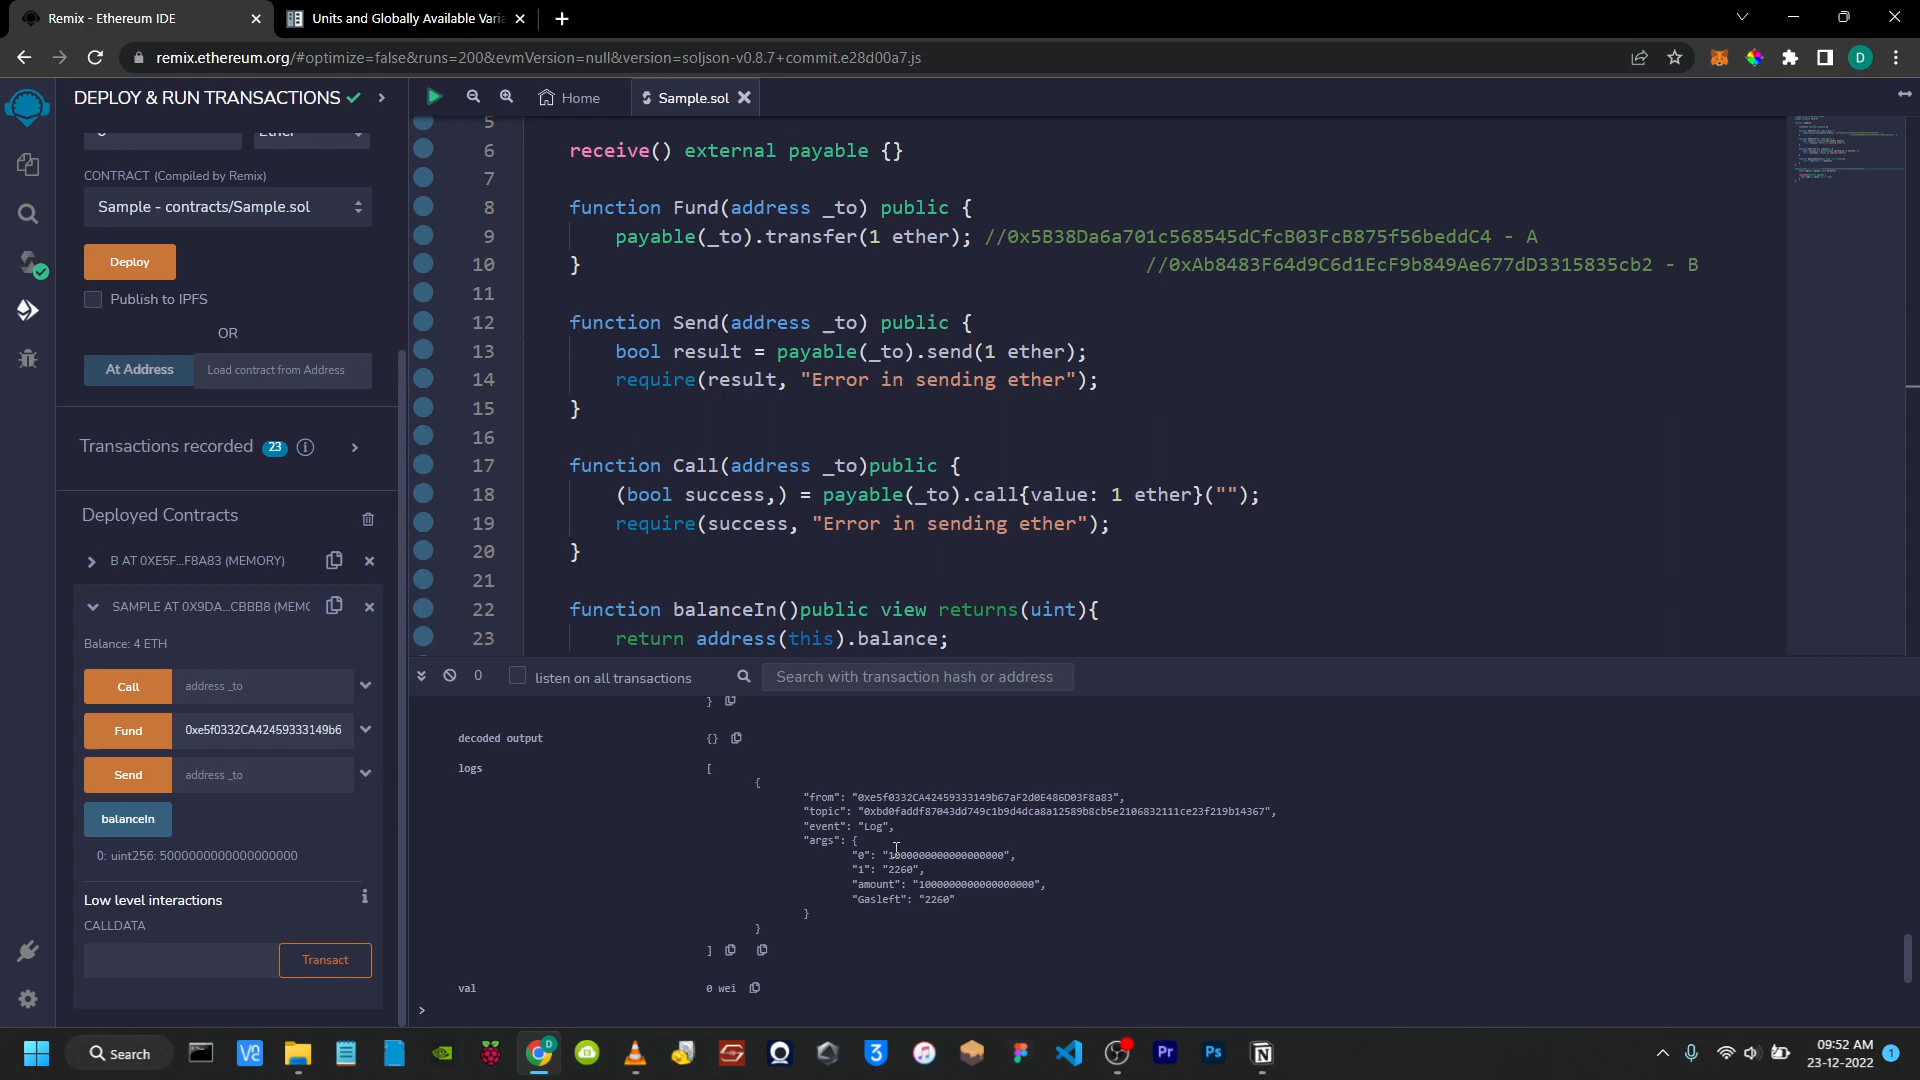 Remix - Ethereum IDE
Units and Globally Available Varia
remix.ethereum.org/#optimize=false&runs=200&evmVersion=null&version=soljson-v0.8.7+commit.e28d00a7.js
D
DEPLOY & RUN TRANSACTIONS
Home
Sample.sol
CONTRACT (Compiled by Remix)
Sample - contracts/Sample.sol
Deploy
Publish to IPFS
OR
At Address
Load contract from Address
Transactions recorded 23
Deployed Contracts
B AT 0XE5F...F8A83 (MEMORY)
SAMPLE AT 0X9DA...CBBB8 (MEMO
Balance: 4 ETH
Call
address _to
Fund
0xe5f0332CA42459333149b6
Send
address _to
balanceIn
0: uint256: 5000000000000000000
Low level interactions
CALLDATA
Transact
5
6 receive() external payable {}
7
8 function Fund(address _to) public {
9 payable(_to).transfer(1 ether); //0x5B38Da6a701c568545dCfcB03FcB875f56beddC4 - A
10 } //0xAb8483F64d9C6d1EcF9b849Ae677dD3315835cb2 - B
11
12 function Send(address _to) public {
13 bool result = payable(_to).send(1 ether);
14 require(result, "Error in sending ether");
15 }
16
17 function Call(address _to)public {
18 (bool success,) = payable(_to).call{value: 1 ether}("");
19 require(success, "Error in sending ether");
20 }
21
22 function balanceIn()public view returns(uint){
23 return address(this).balance;
0
listen on all transactions
Search with transaction hash or address
}
decoded output {}
logs [
{
"from": "0xe5f0332CA42459333149b67aF2d0E486D03F8a83",
"topic": "0xbd0faddf87043dd749c1b9d4dca8a12589b8cb5e2106832111ce23f219b14367",
"event": "Log",
"args": {
"0": "1000000000000000000",
"1": "2260",
"amount": "1000000000000000000",
"Gasleft": "2260"
}
}
]
val 0 wei
>
Search
Pr
Ps
09:52 AM
23-12-2022
1